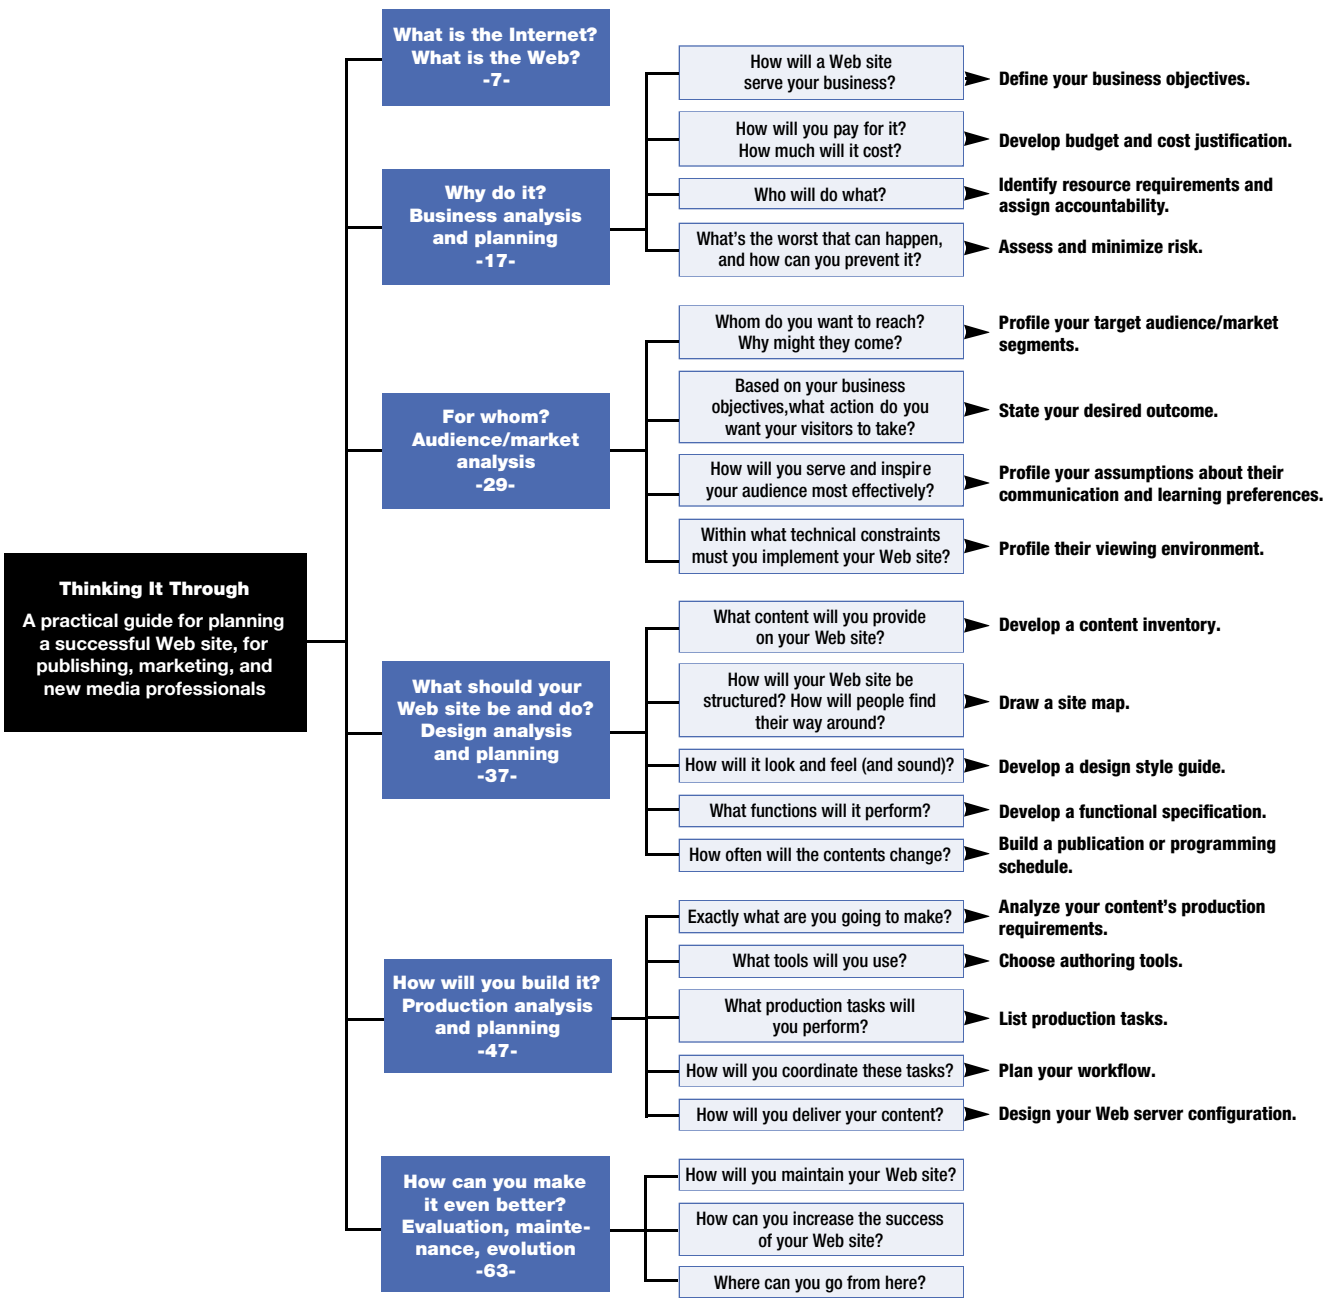 Thinking It Through
A practical guide for planning
a successful Web site, for
publishing, marketing, and
new media professionals
What is the Internet?
What is the Web?
-7-
Why do it?
Business analysis
and planning
-17-
How will a Web site
serve your business?
Define your business objectives.
How will you pay for it?
How much will it cost?
Develop budget and cost justification.
Who will do what?
Identify resource requirements and
assign accountability.
What's the worst that can happen,
and how can you prevent it?
Assess and minimize risk.
For whom?
Audience/market
analysis
-29-
Whom do you want to reach?
Why might they come?
Profile your target audience/market
segments.
Based on your business
objectives,what action do you
want your visitors to take?
State your desired outcome.
How will you serve and inspire
your audience most effectively?
Profile your assumptions about their
communication and learning preferences.
Within what technical constraints
must you implement your Web site?
Profile their viewing environment.
What should your
Web site be and do?
Design analysis
and planning
-37-
What content will you provide
on your Web site?
Develop a content inventory.
How will your Web site be
structured? How will people find
their way around?
Draw a site map.
How will it look and feel (and sound)?
Develop a design style guide.
What functions will it perform?
Develop a functional specification.
How often will the contents change?
Build a publication or programming
schedule.
How will you build it?
Production analysis
and planning
-47-
Exactly what are you going to make?
Analyze your content's production
requirements.
What tools will you use?
Choose authoring tools.
What production tasks will
you perform?
List production tasks.
How will you coordinate these tasks?
Plan your workflow.
How will you deliver your content?
Design your Web server configuration.
How can you make
it even better?
Evaluation, mainte-
nance, evolution
-63-
How will you maintain your Web site?
How can you increase the success
of your Web site?
Where can you go from here?